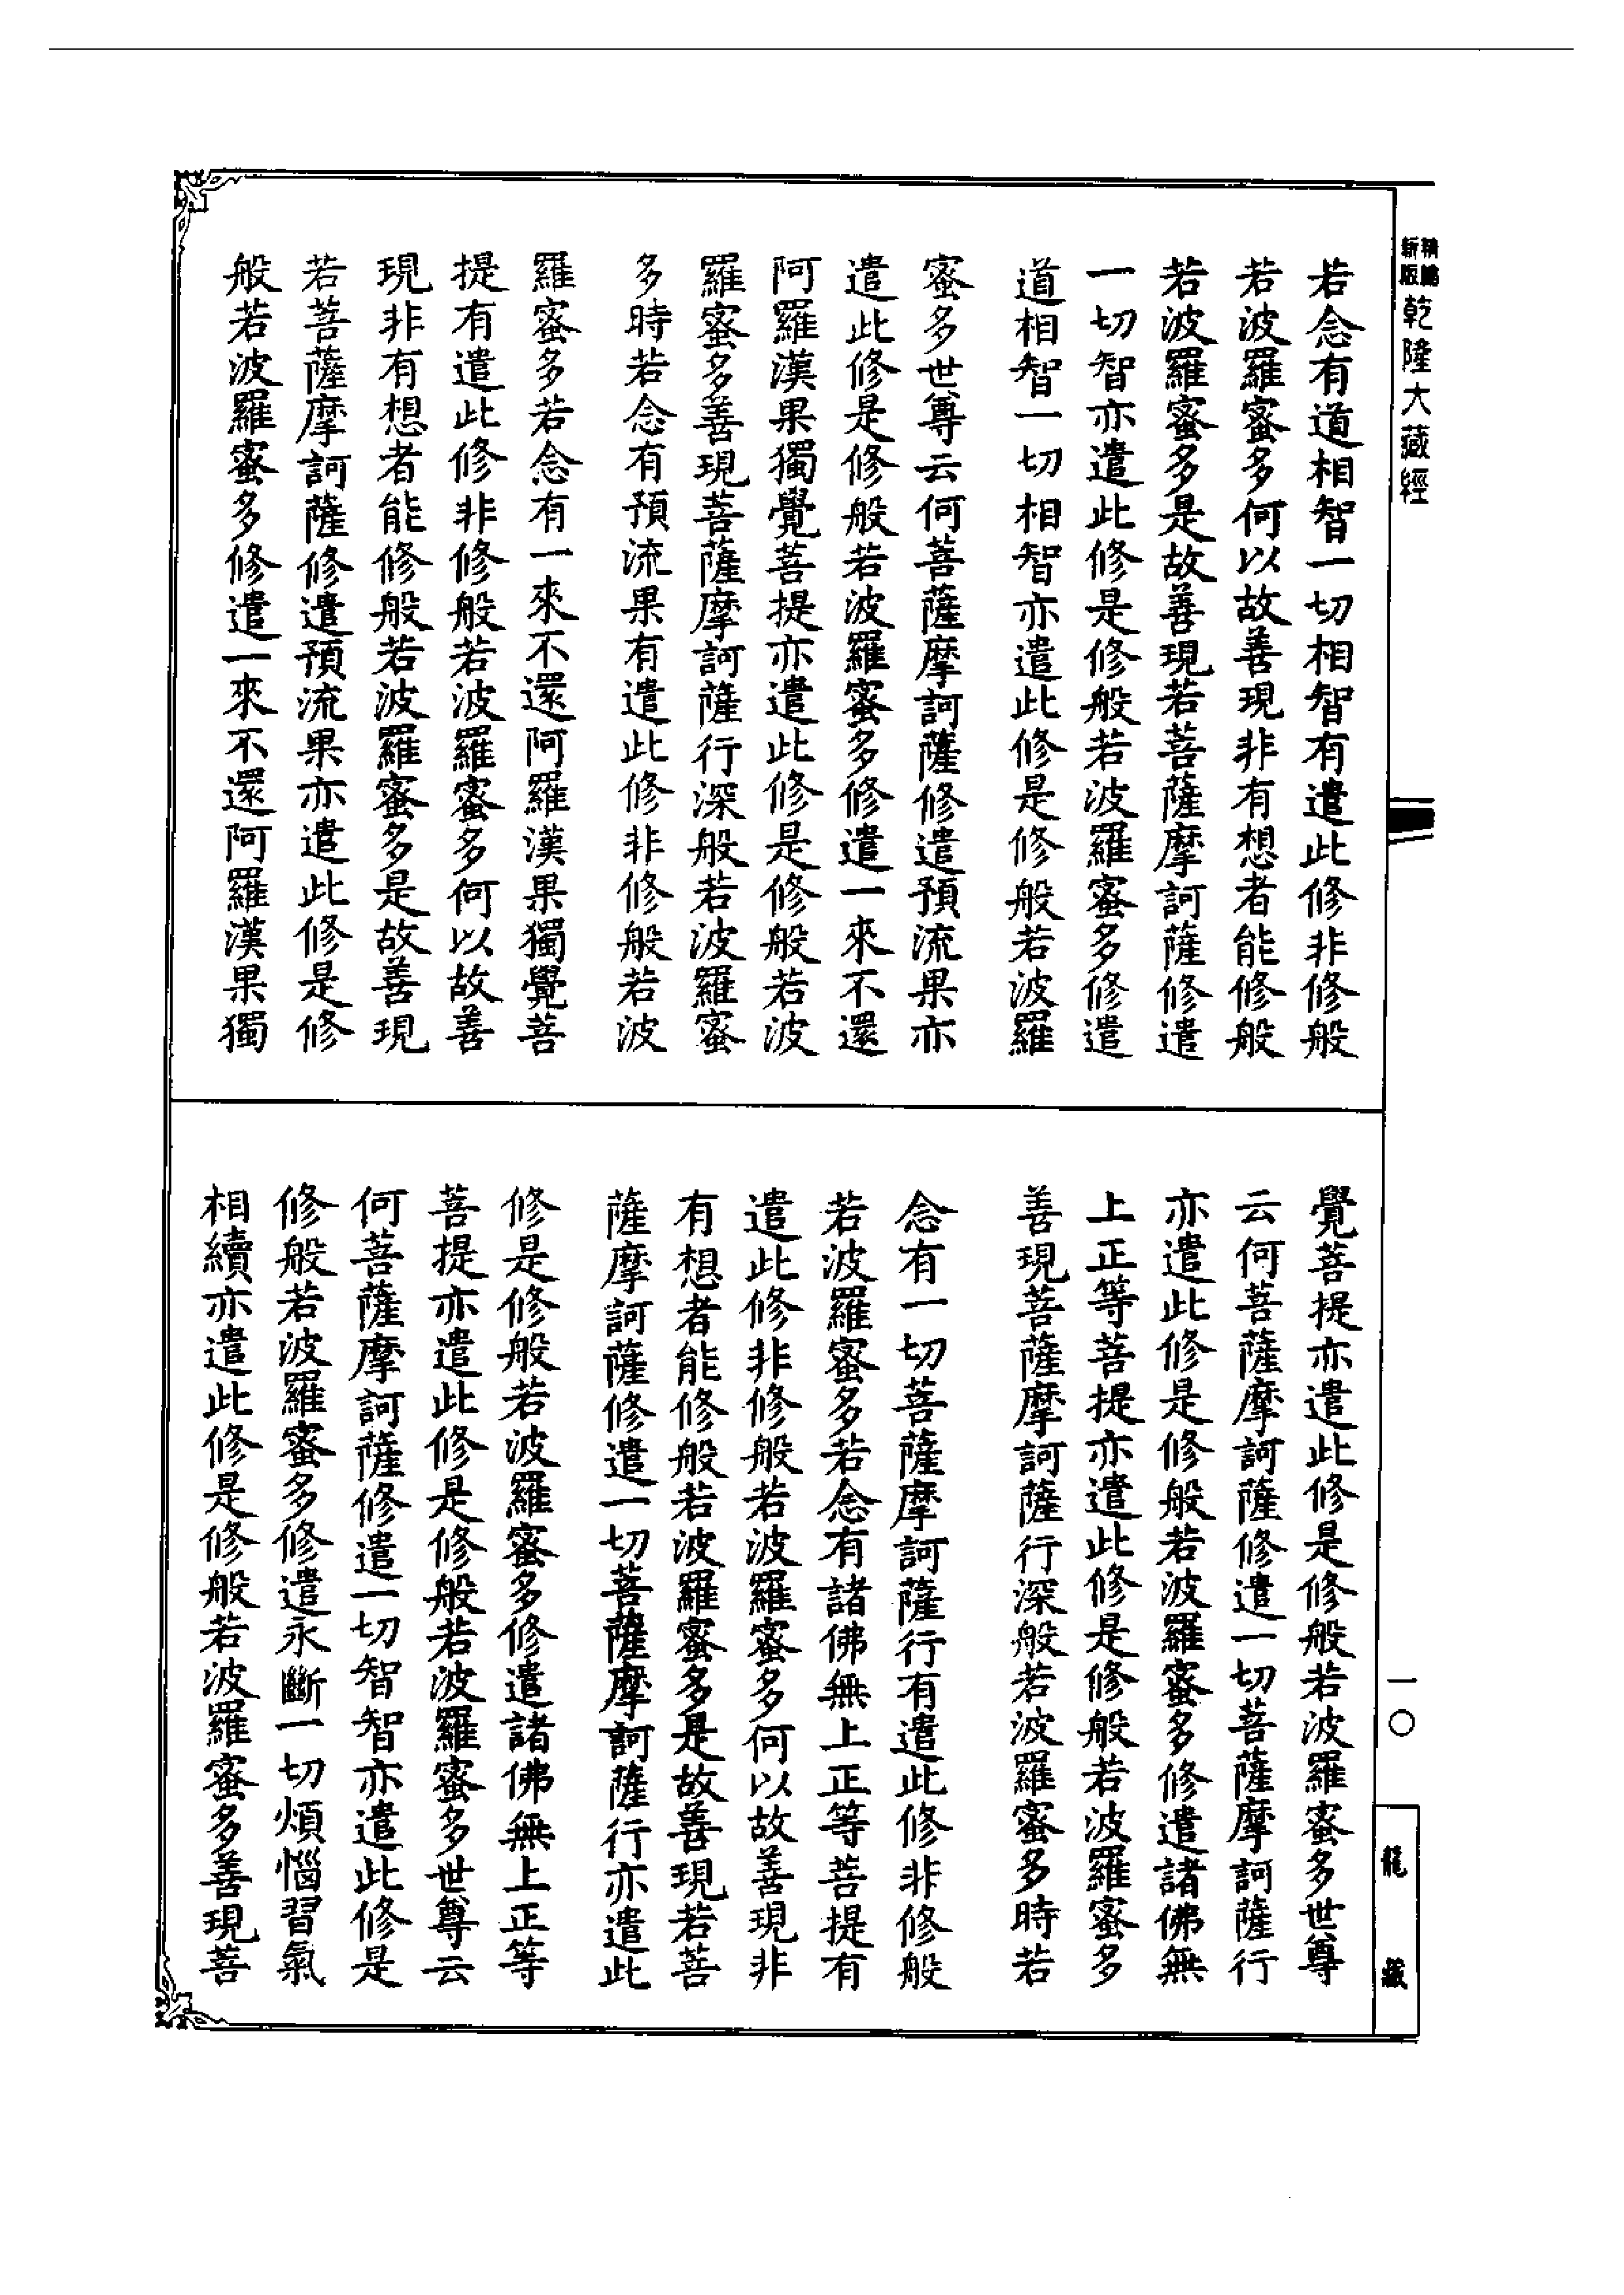 乾隆大藏經
若念有道相智一切相智有遣此修非修般
若波羅蜜多何以故善現非有想者能修般
若波羅蜜多是故善現若菩薩摩訶薩修遣
一切智亦遣此修是修般若波羅蜜多修遣
道相智一切相智亦遣此修是修般若波羅
蜜多世尊云何菩薩摩訶薩修遣預流果亦
遣此修是修般若波羅蜜多修遣一來不還
阿羅漢果獨覺菩提亦遣此修是修般若波
羅蜜多善現菩薩摩訶薩行深般若波羅蜜
多時若念有預流果有遣此修非修般若波
羅蜜多若念有一來不還阿羅漢果獨覺菩
提有遣此修非修般若波羅蜜多何以故善
現非有想者能修般若波羅蜜多是故善現
若菩薩摩訶薩修遣預流果亦遣此修是修
般若波羅蜜多修遣一來不還阿羅漢果獨
覺菩提亦遣此修是修般若波羅蜜多世尊
云何菩薩摩訶薩修遣一切菩薩摩訶薩行
亦遣此修是修般若波羅蜜多修遣諸佛無
上正等菩提亦遣此修是修般若波羅蜜多
善現菩薩摩訶薩行深般若波羅蜜多時若
念有一切菩薩摩訶薩行有遣此修非修般
若波羅蜜多若念有諸佛無上正等菩提有
遣此修非修般若波羅蜜多何以故善現非
有想者能修般若波羅蜜多是故善現若菩
薩摩訶薩修遣一切菩薩摩訶薩行亦遣此
修是修般若波羅蜜多修遣諸佛無上正等
菩提亦遣此修是修般若波羅蜜多世尊云
何菩薩摩訶薩修遣一切智智亦遣此修是
修般若波羅蜜多修遣永斷一切煩惱習氣
相續亦遣此修是修般若波羅蜜多善現菩
一〇
龍藏